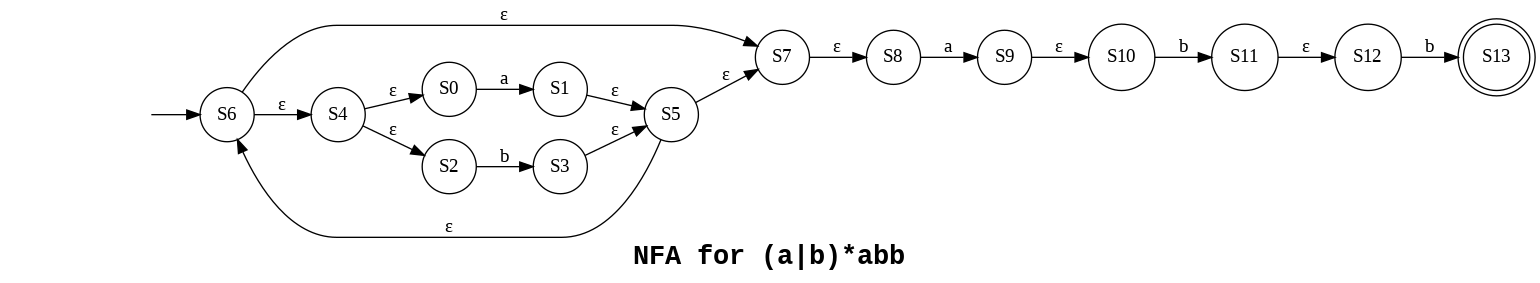 ε
S7 ε S8 a S9 ε S10 b S11 ε S12 b S13
ε S0 a S1 ε ε
S6 ε S4 S5
ε S2 b S3 ε
ε
NFA for (a|b)*abb